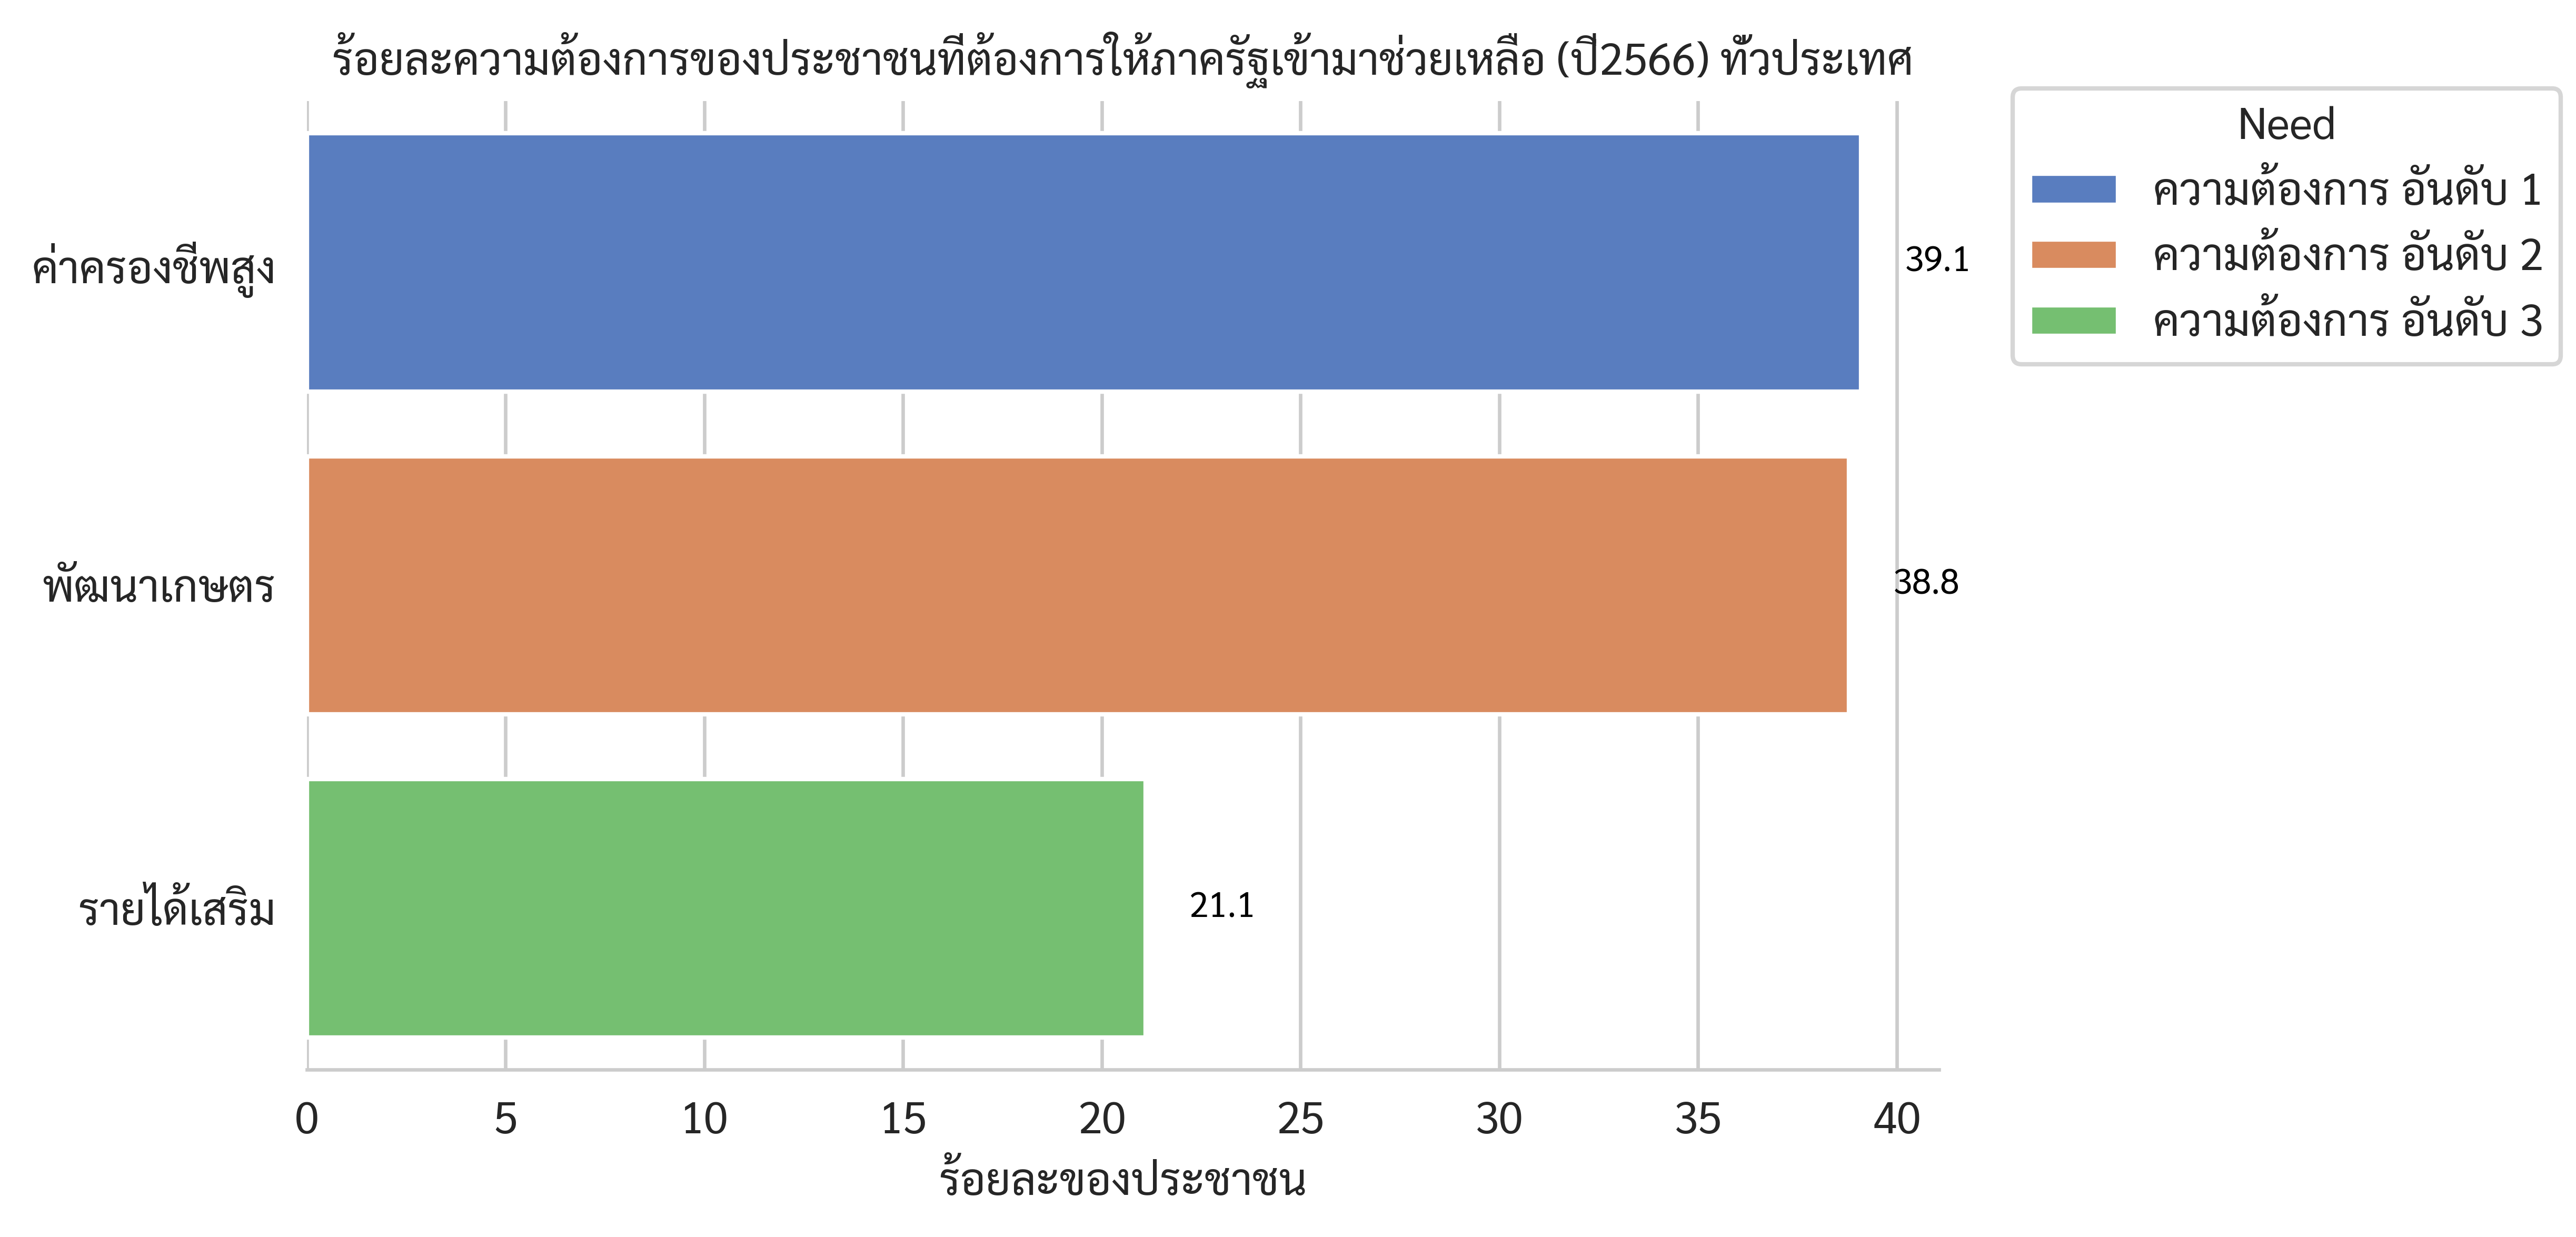 ร้อยละความต้องการของประชาชนที่ต้องการให้ภาครัฐเข้ามาช่วยเหลือ (ปี2566) ทั่วประเทศ
Need
ความต้องการ อันดับ 1
ความต้องการ อันดับ 2
ความต้องการ อันดับ 3
ค่าครองชีพสูง
39.1
พัฒนาเกษตร
38.8
รายได้เสริม
21.1
0 5 10 15 20 25 30 35 40
ร้อยละของประชาชน